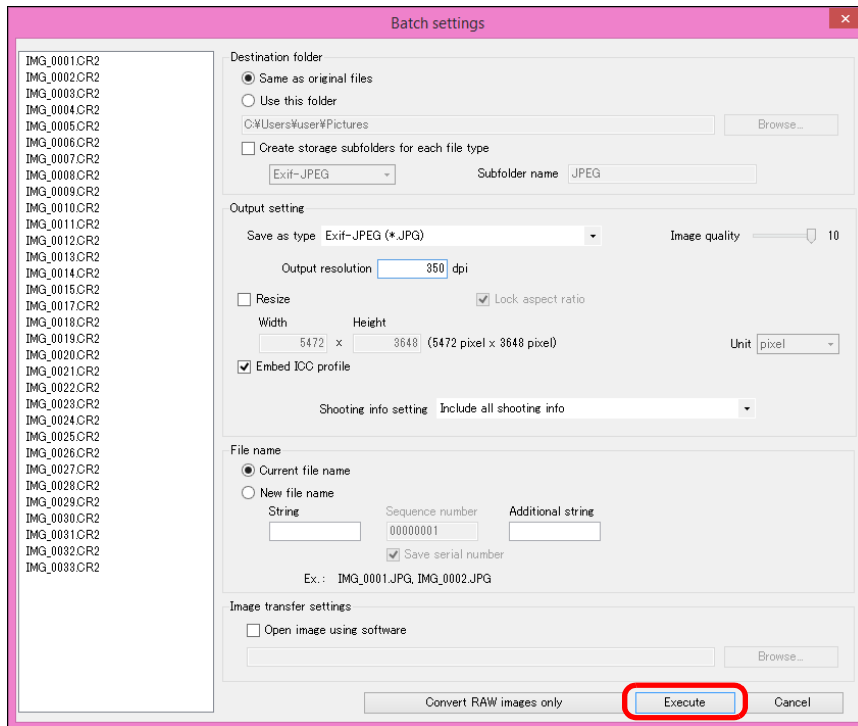 Batch settings
IMG_0001.CR2
IMG_0002.CR2
IMG_0003.CR2
IMG_0004.CR2
IMG_0005.CR2
IMG_0006.CR2
IMG_0007.CR2
IMG_0008.CR2
IMG_0009.CR2
IMG_0010.CR2
IMG_0011.CR2
IMG_0012.CR2
IMG_0013.CR2
IMG_0014.CR2
IMG_0015.CR2
IMG_0017.CR2
IMG_0018.CR2
IMG_0019.CR2
IMG_0020.CR2
IMG_0021.CR2
IMG_0022.CR2
IMG_0023.CR2
IMG_0024.CR2
IMG_0025.CR2
IMG_0026.CR2
IMG_0027.CR2
IMG_0028.CR2
IMG_0029.CR2
IMG_0030.CR2
IMG_0031.CR2
IMG_0032.CR2
IMG_0033.CR2
Destination folder
Same as original files
Use this folder
C:¥Users¥user¥Pictures Browse...
Create storage subfolders for each file type
Exif-JPEG Subfolder name JPEG
Output setting
Save as type Exif-JPEG (*.JPG) Image quality 10
Output resolution 350 dpi
Resize Lock aspect ratio
Width Height
5472 x 3648 (5472 pixel x 3648 pixel) Unit pixel
Embed ICC profile
Shooting info setting Include all shooting info
File name
Current file name
New file name
String Sequence number Additional string
00000001
Save serial number
Ex.: IMG_0001.JPG, IMG_0002.JPG
Image transfer settings
Open image using software
Browse...
Convert RAW images only Execute Cancel